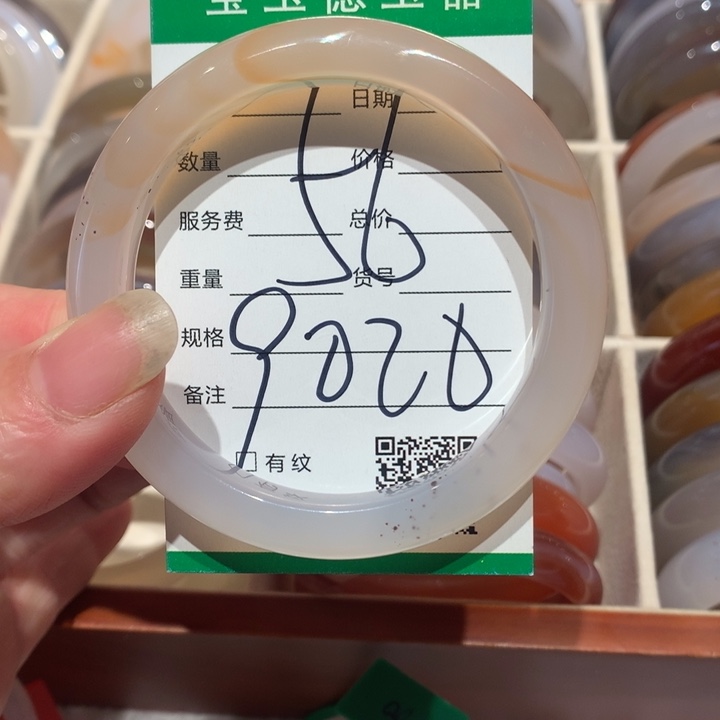 日期
数量 价格
56
服务费 总价
重量 货号
规格
9020
备注
有纹